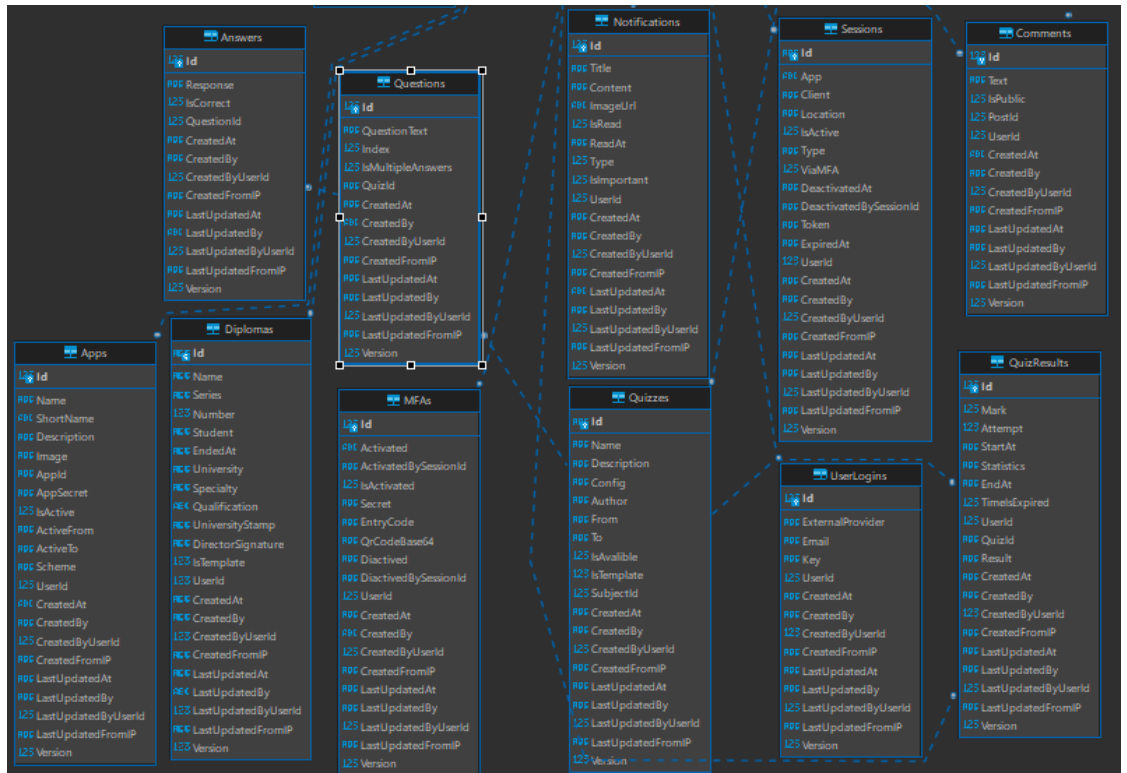 Answers
Id
Response
IsCorrect
QuestionId
CreatedAt
CreatedBy
CreatedByUserId
CreatedFromIP
LastUpdatedAt
LastUpdatedBy
LastUpdatedByUserId
LastUpdatedFromIP
Version
Questions
Id
QuestionText
Index
IsMultipleAnswers
QuizId
CreatedAt
CreatedBy
CreatedByUserId
CreatedFromIP
LastUpdatedAt
LastUpdatedBy
LastUpdatedByUserId
LastUpdatedFromIP
Version
Notifications
Id
Title
Content
ImageUrl
IsRead
ReadAt
Type
IsImportant
UserId
CreatedAt
CreatedBy
CreatedByUserId
CreatedFromIP
LastUpdatedAt
LastUpdatedBy
LastUpdatedByUserId
LastUpdatedFromIP
Version
Sessions
Id
App
Client
Location
IsActive
Type
ViaMFA
DeactivatedAt
DeactivatedBySessionId
Token
ExpiredAt
UserId
CreatedAt
CreatedBy
CreatedByUserId
CreatedFromIP
LastUpdatedAt
LastUpdatedBy
LastUpdatedByUserId
LastUpdatedFromIP
Version
Comments
Id
Text
IsPublic
PostId
UserId
CreatedAt
CreatedBy
CreatedByUserId
CreatedFromIP
LastUpdatedAt
LastUpdatedBy
LastUpdatedByUserId
LastUpdatedFromIP
Version
Apps
Id
Name
ShortName
Description
Image
AppId
AppSecret
IsActive
ActiveFrom
ActiveTo
Scheme
UserId
CreatedAt
CreatedBy
CreatedByUserId
CreatedFromIP
LastUpdatedAt
LastUpdatedBy
LastUpdatedByUserId
LastUpdatedFromIP
Version
Diplomas
Id
Name
Series
Number
Student
EndedAt
University
Specialty
Qualification
UniversityStamp
DirectorSignature
IsTemplate
UserId
CreatedAt
CreatedBy
CreatedByUserId
CreatedFromIP
LastUpdatedAt
LastUpdatedBy
LastUpdatedByUserId
LastUpdatedFromIP
Version
MFAs
Id
Activated
ActivatedBySessionId
IsActivated
Secret
EntryCode
QrCodeBase64
Diactived
DiactivedBySessionId
UserId
CreatedAt
CreatedBy
CreatedByUserId
CreatedFromIP
LastUpdatedAt
LastUpdatedBy
LastUpdatedByUserId
LastUpdatedFromIP
Version
Quizzes
Id
Name
Description
Config
Author
From
To
IsAvalible
IsTemplate
SubjectId
CreatedAt
CreatedBy
CreatedByUserId
CreatedFromIP
LastUpdatedAt
LastUpdatedBy
LastUpdatedByUserId
LastUpdatedFromIP
Version
UserLogins
Id
ExternalProvider
Email
Key
UserId
CreatedAt
CreatedBy
CreatedByUserId
CreatedFromIP
LastUpdatedAt
LastUpdatedBy
LastUpdatedByUserId
LastUpdatedFromIP
Version
QuizResults
Id
Mark
Attempt
StartAt
Statistics
EndAt
TimeIsExpired
UserId
QuizId
Result
CreatedAt
CreatedBy
CreatedByUserId
CreatedFromIP
LastUpdatedAt
LastUpdatedBy
LastUpdatedByUserId
LastUpdatedFromIP
Version